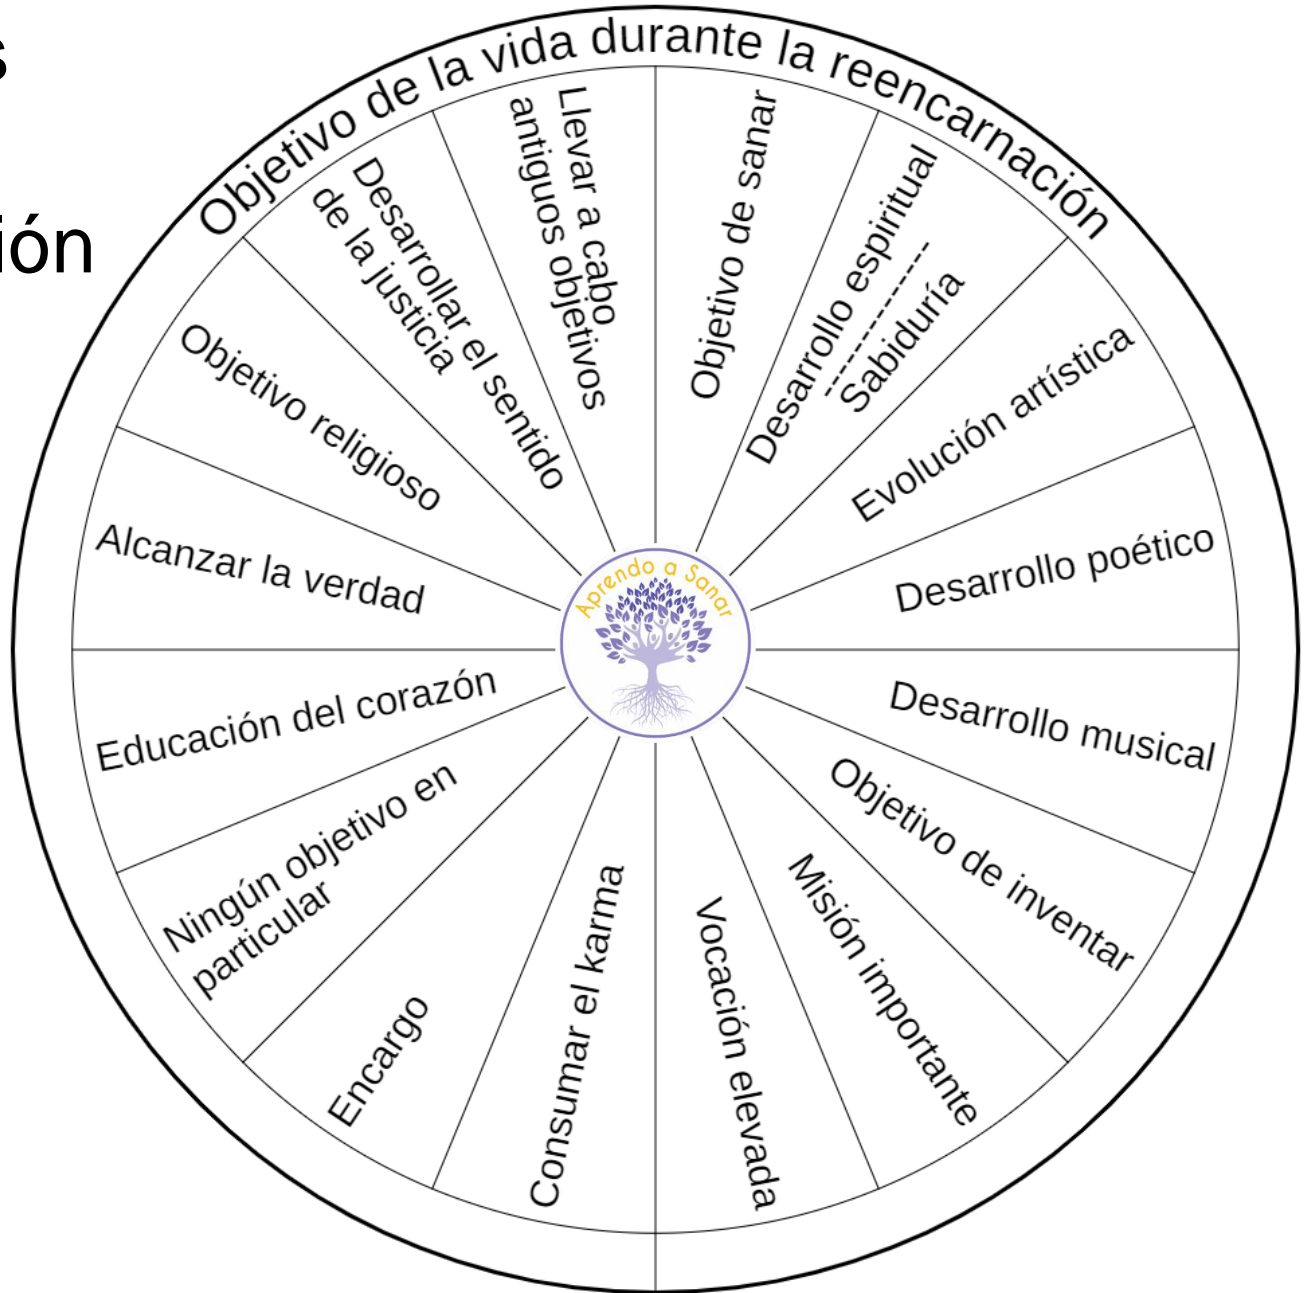 s
ión
Objetivo de la vida durante la reencarnación
Objetivo de sanar
Desarrollo espiritual
Sabiduría
Evolución artística
Desarrollo poético
Desarrollo musical
Objetivo de inventar
Misión importante
Vocación elevada
Consumar el karma
Encargo
Ningún objetivo en
particular
Educación del corazón
Alcanzar la verdad
Objetivo religioso
Desarrollar el sentido
de la justicia
Llevar a cabo
antiguos objetivos
Aprendo a Sanar